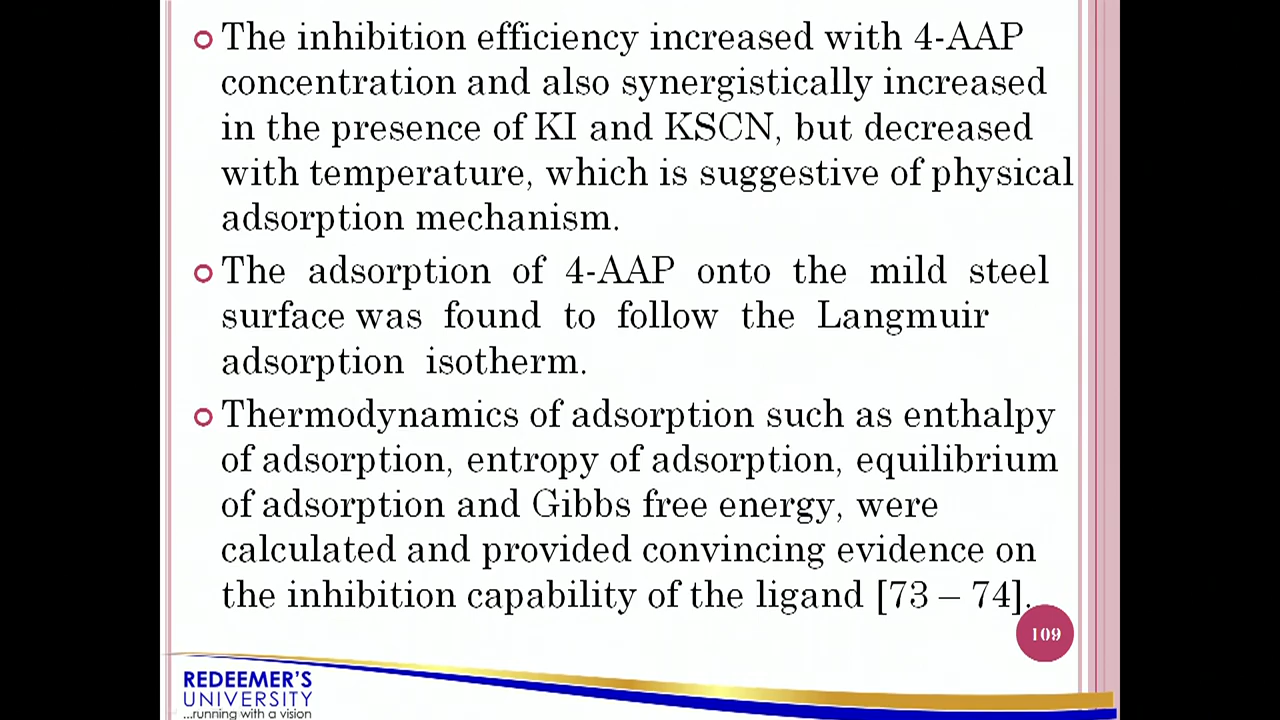 The inhibition efficiency increased with 4-AAP
concentration and also synergistically increased
in the presence of KI and KSCN, but decreased
with temperature, which is suggestive of physical
adsorption mechanism.
The adsorption of 4-AAP onto the mild steel
surface was found to follow the Langmuir
adsorption isotherm.
Thermodynamics of adsorption such as enthalpy
of adsorption, entropy of adsorption, equilibrium
of adsorption and Gibbs free energy, were
calculated and provided convincing evidence on
the inhibition capability of the ligand [73 – 74].
109
REDEEMER'S
UNIVERSITY
...running with a vision